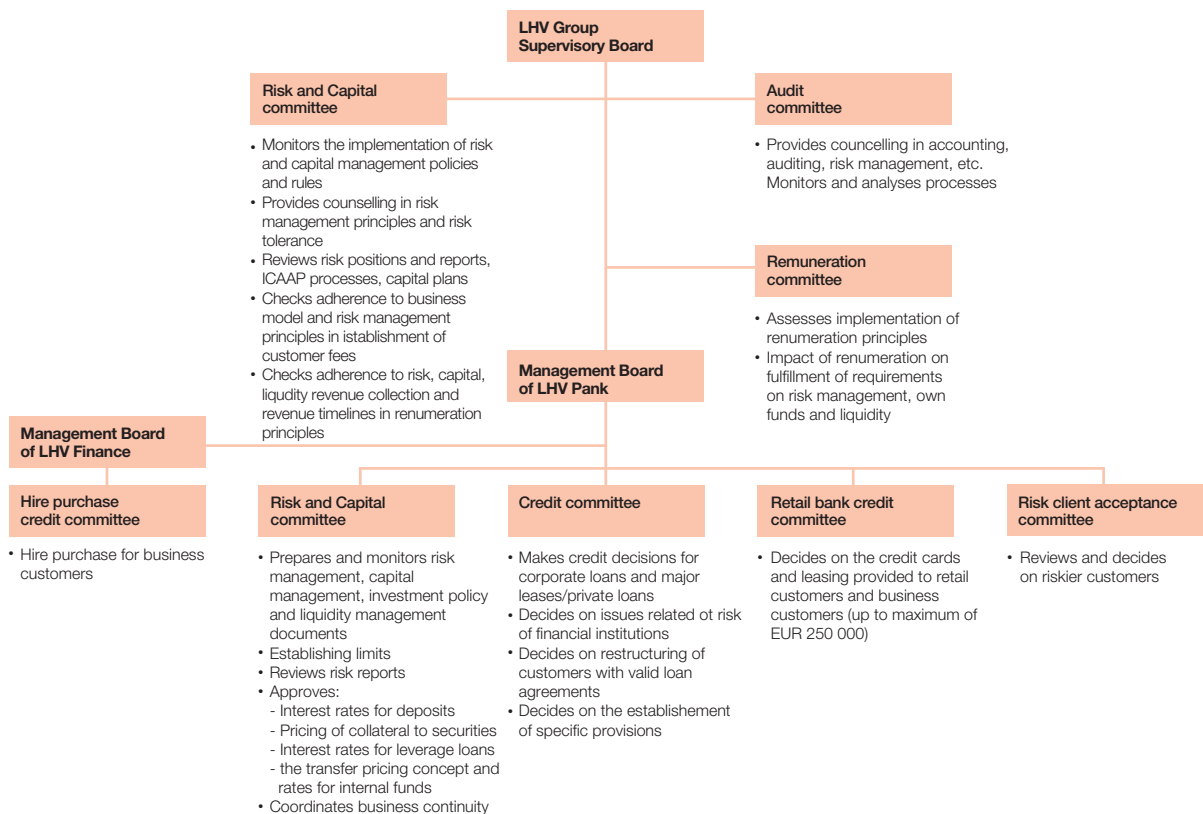 LHV Group
Supervisory Board
Risk and Capital
committee
• Monitors the implementation of risk
and capital management policies
and rules
• Provides counselling in risk
management principles and risk
tolerance
• Reviews risk positions and reports,
ICAAP processes, capital plans
• Checks adherence to business
model and risk management
principles in istablishment of
customer fees
• Checks adherence to risk, capital,
liqudity revenue collection and
revenue timelines in renumeration
principles
Audit
committee
• Provides councelling in accounting,
auditing, risk management, etc.
Monitors and analyses processes
Remuneration
committee
• Assesses implementation of
renumeration principles
• Impact of renumeration on
fulfillment of requirements
on risk management, own
funds and liquidity
Management Board
of LHV Pank
Management Board
of LHV Finance
Hire purchase
credit committee
• Hire purchase for business
customers
Risk and Capital
committee
• Prepares and monitors risk
management, capital
management, investment policy
and liquidity management
documents
• Establishing limits
• Reviews risk reports
• Approves:
- Interest rates for deposits
- Pricing of collateral to securities
- Interest rates for leverage loans
- the transfer pricing concept and
rates for internal funds
• Coordinates business continuity
Credit committee
• Makes credit decisions for
corporate loans and major
leases/private loans
• Decides on issues related ot risk
of financial institutions
• Decides on restructuring of
customers with valid loan
agreements
• Decides on the establishement
of specific provisions
Retail bank credit
committee
• Decides on the credit cards
and leasing provided to retail
customers and business
customers (up to maximum of
EUR 250 000)
Risk client acceptance
committee
• Reviews and decides
on riskier customers